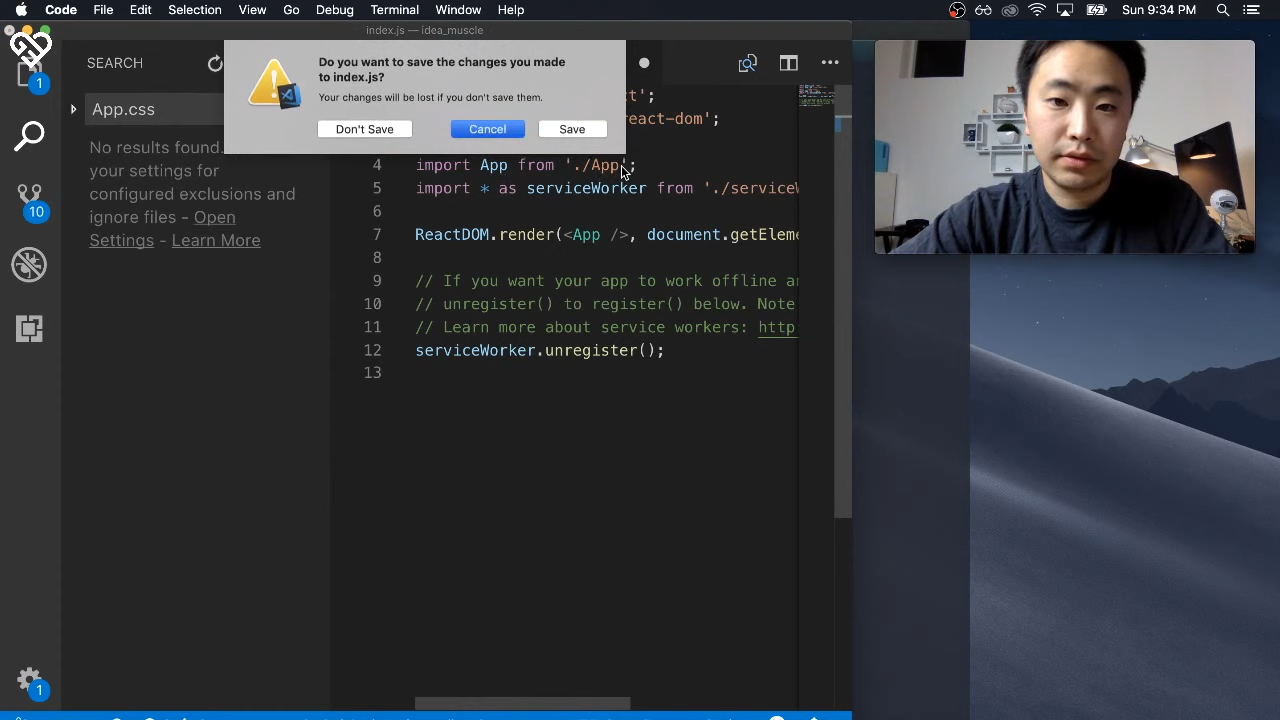 Code File Edit Selection View Go Debug Terminal Window Help Sun 9:34 PM
index.js — idea_muscle
SEARCH
App.css
No results found.
your settings for
configured exclusions and
ignore files - Open
Settings - Learn More
1
10
1
Do you want to save the changes you made
to index.js?
Your changes will be lost if you don't save them.
Don't Save Cancel Save
react-dom';
4 import App from './App';
5 import * as serviceWorker from './serviceW
6
7 ReactDOM.render(<App />, document.getEleme
8
9 // If you want your app to work offline an
10 // unregister() to register() below. Note
11 // Learn more about service workers: http
12 serviceWorker.unregister();
13